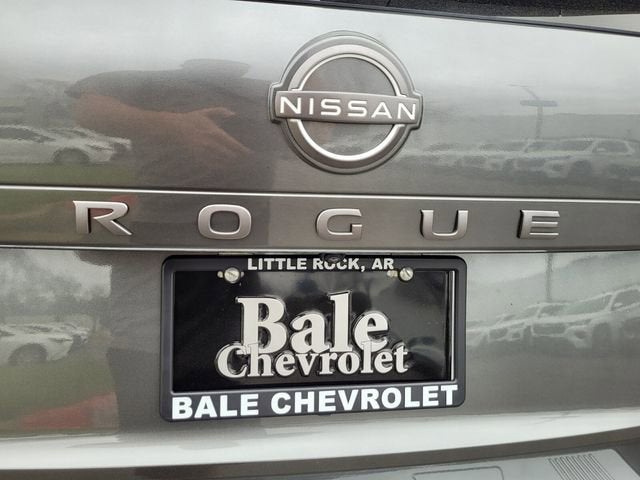 NISSAN
ROGUE
LITTLE ROCK, AR
Bale
Chevrolet
BALE CHEVROLET